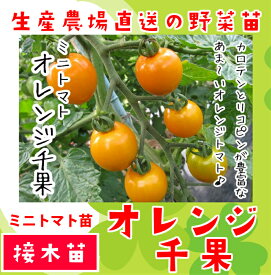 生産農場直送の野菜苗
カロテンとリコピンが豊富な
あま〜いオレンジトマト♪
ミニトマト
オレンジ千果
ミニトマト苗
接木苗
オレンジ
千果